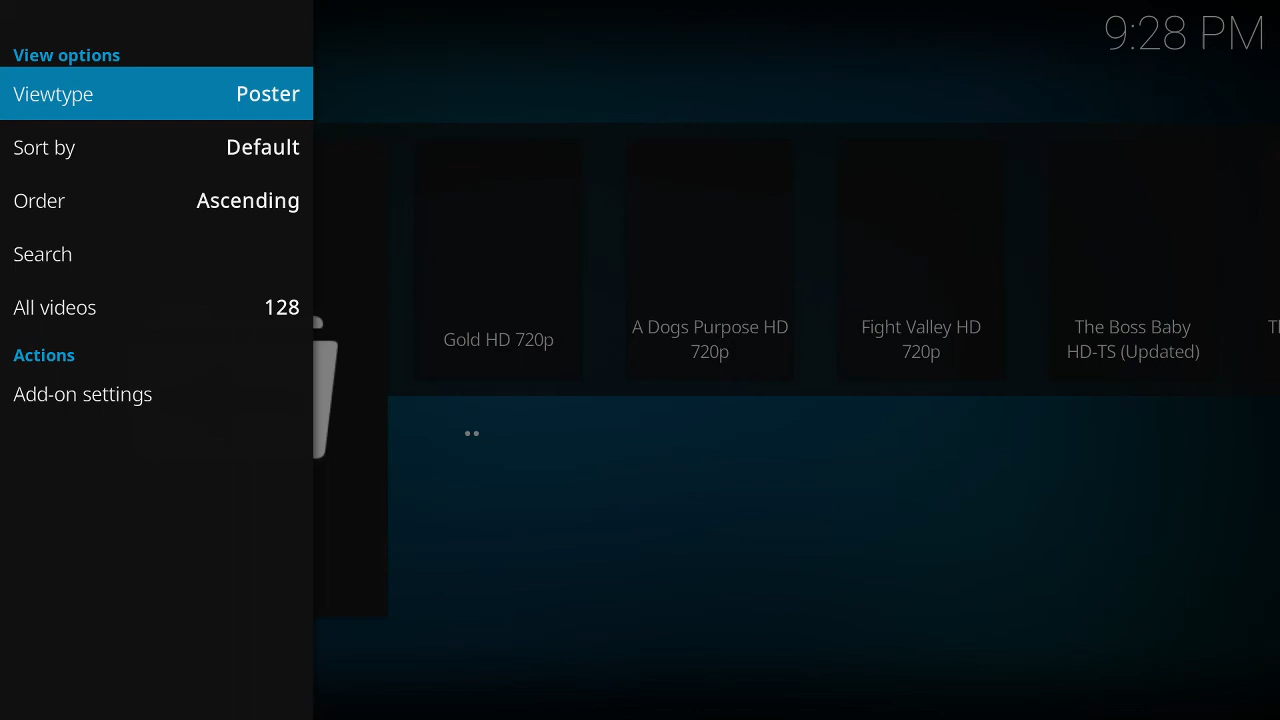 9:28 PM
View options
Viewtype Poster
Sort by Default
Order Ascending
Search
All videos 128
Actions
Add-on settings
Gold HD 720p
A Dogs Purpose HD
720p
Fight Valley HD
720p
The Boss Baby
HD-TS (Updated)
..